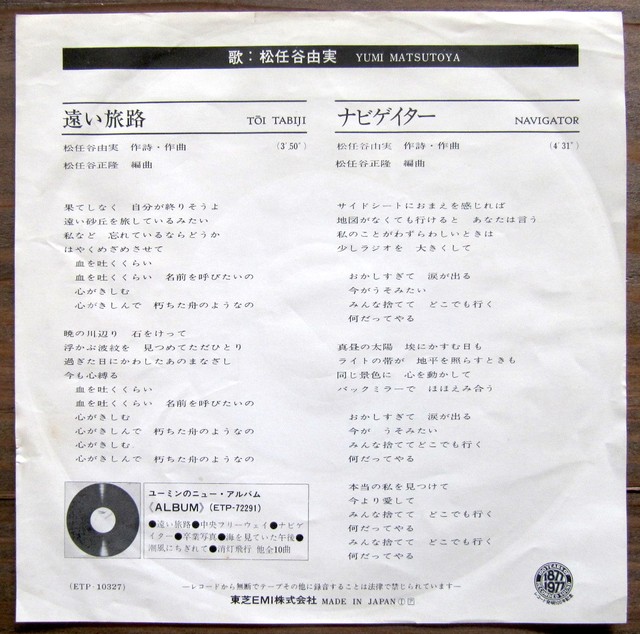 歌：松任谷由実 YUMI MATSUTOYA
遠い旅路 TŌI TABIJI
松任谷由実 作詩・作曲 (3'50")
松任谷正隆 編曲
果てしなく 自分が終りそうよ
遠い砂丘を旅しているみたい
私など 忘れているならどうか
はやくめざめさせて
血を吐くくらい
血を吐くくらい 名前を呼びたいの
心がきしむ
心がきしんで 朽ちた舟のようなの
暁の川辺り 石をけって
浮かぶ波紋を 見つめてただひとり
過ぎた日にかわしたあのまなざし
今も心縛る
血を吐くくらい
血を吐くくらい 名前を呼びたいの
心がきしむ
心がきしんで 朽ちた舟のようなの
心がきしむ
心がきしんで 朽ちた舟のようなの
ナビゲイター NAVIGATOR
松任谷由実 作詩・作曲 (4'31")
松任谷正隆 編曲
サイドシートにおまえを感じれば
地図がなくても行けると あなたは言う
私のことがわずらわしいときは
少しラジオを 大きくして
おかしすぎて 涙が出る
今がうそみたい
みんな捨てて どこでも行く
何だってやる
真昼の太陽 埃にかすむ日も
ライトの帯が 地平を照らすときも
同じ景色に 心を動かして
バックミラーで ほほえみ合う
おかしすぎて 涙が出る
今が うそみたい
みんな捨ててどこでも行く
何だってやる
本当の私を見つけて
今より愛して
みんな捨てて どこでも行く
何だってやる
みんな捨てて どこでも行く
何だってやる
ユーミンのニュー・アルバム
《ALBUM》(ETP-72291)
●遠い旅路●中央フリーウェイ●ナビゲ
イター●卒業写真●海を見ていた午後●
潮風にちぎれて●消灯飛行 他全10曲
(ETP-10327)
—レコードから無断でテープその他に録音することは法律で禁じられています—
東芝EMI株式会社 MADE IN JAPAN Ⓘ Ⓟ
1877
1977